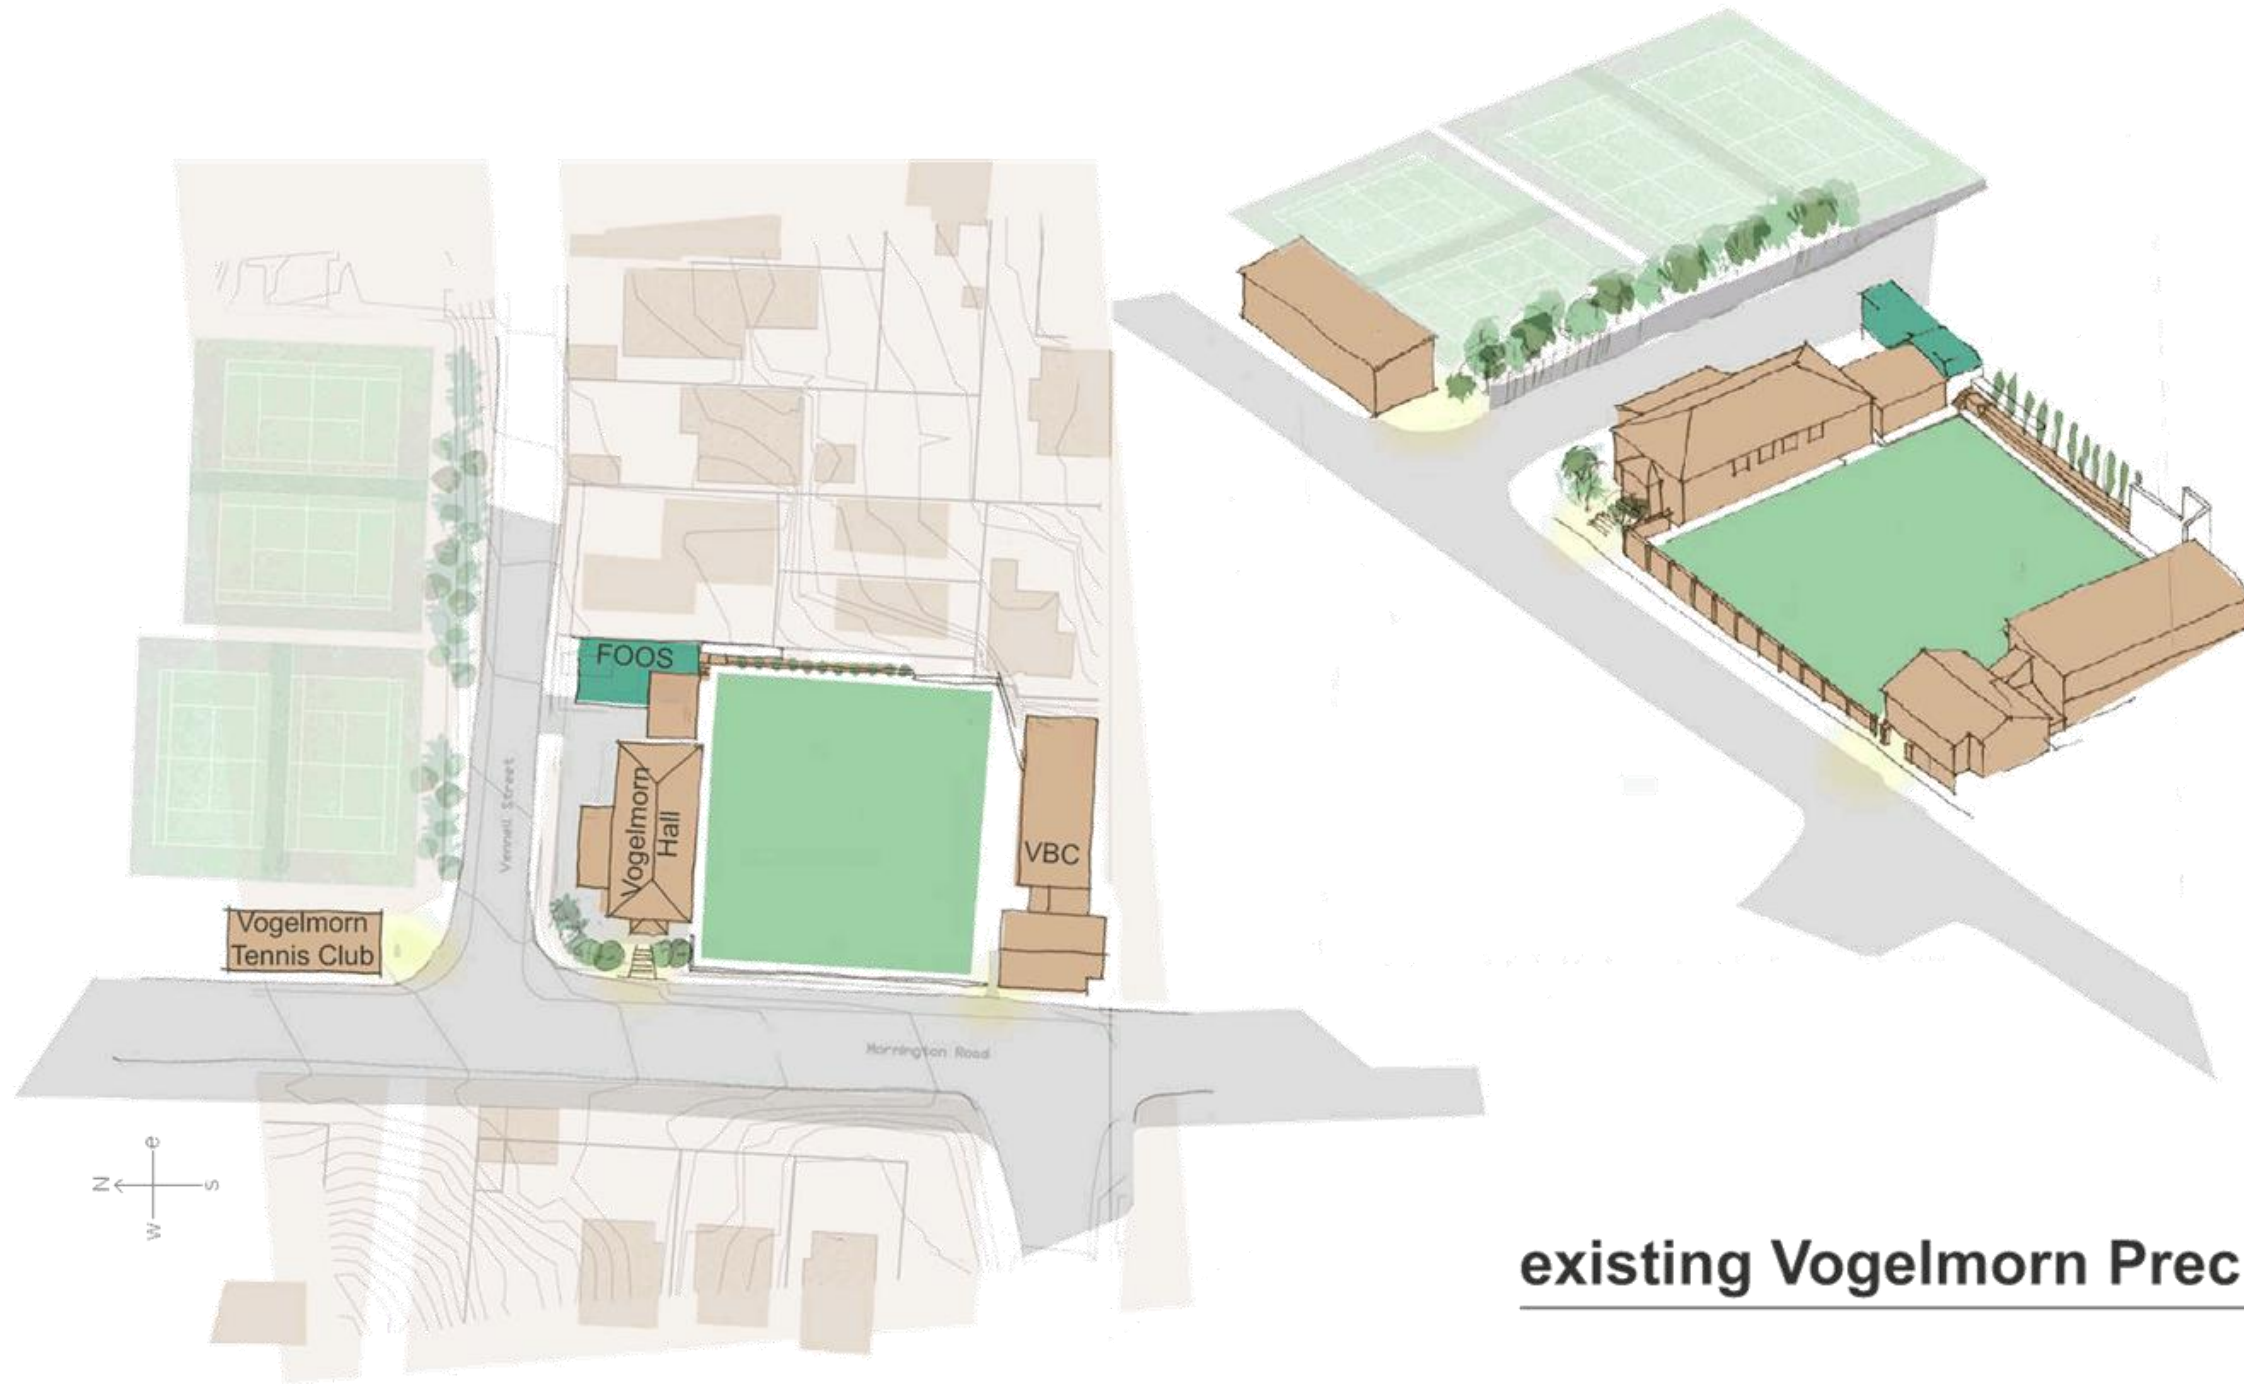 FOOS
Vennell Street
Vogelmorn
Hall
VBC
Vogelmorn
Tennis Club
Mornington Road
e
N
S
w
existing Vogelmorn Prec